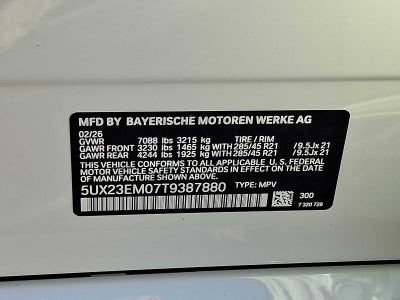 MFD BY BAYERISCHE MOTOREN WERKE AG
02/26
GVWR 7088 lbs 3215 kg TIRE / RIM
GAWR FRONT 3230 lbs 1465 kg WITH 285/45 R21 / 9.5Jx 21
GAWR REAR 4244 lbs 1925 kg WITH 285/45 R21 / 9.5Jx 21
THIS VEHICLE CONFORMS TO ALL APPLICABLE
FEDERAL MOTOR VEHICLE SAFETY STANDARDS
IN EFFECT ON THE DATE OF
MANUFACTURE SHOWN ABOVE.
5UX23EM07T9387880 TYPE: MPV
300
7 320 729